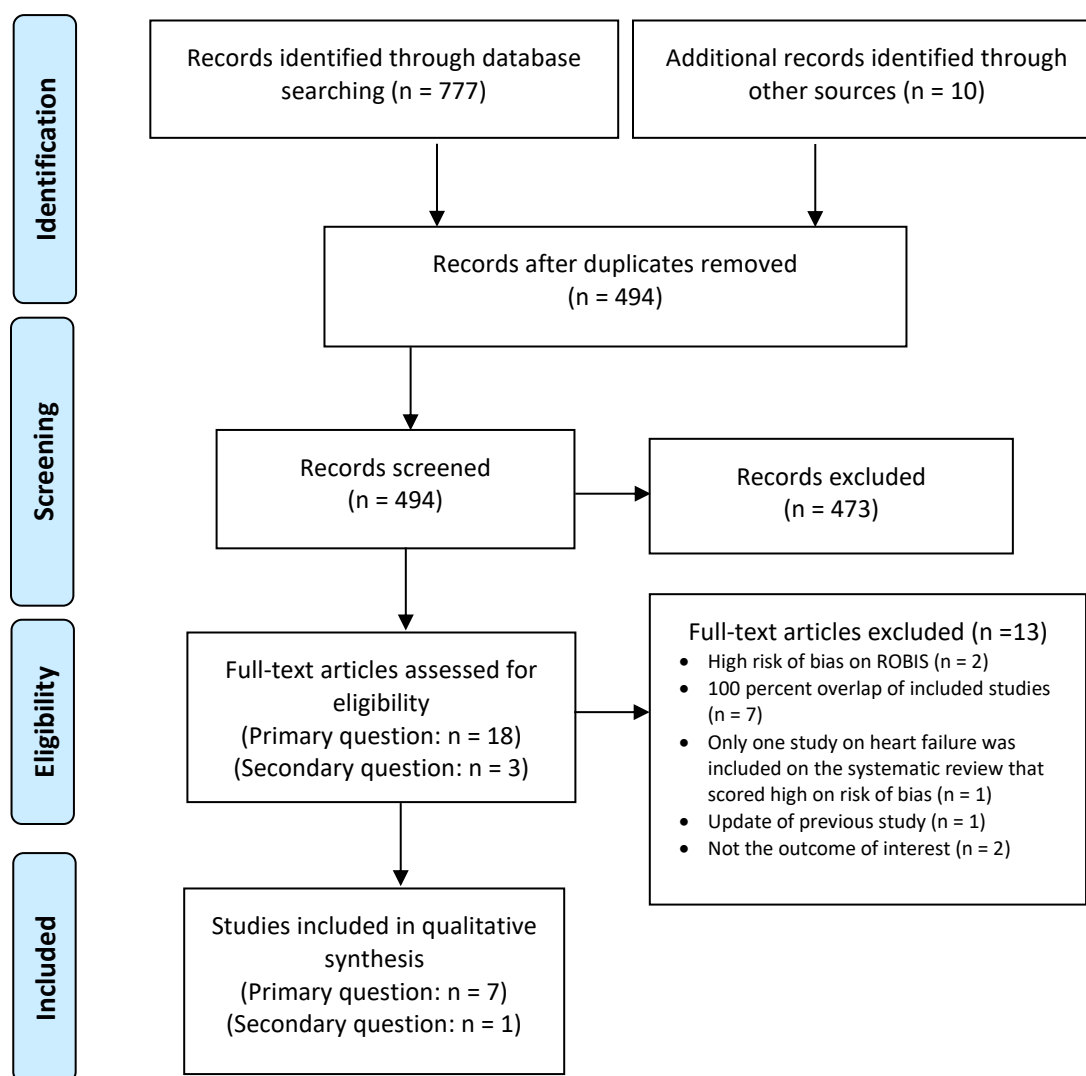 Identification
Records identified through database
searching (n = 777)
Additional records identified through
other sources (n = 10)
Records after duplicates removed
(n = 494)
Screening
Records screened
(n = 494)
Records excluded
(n = 473)
Eligibility
Full-text articles assessed for
eligibility
(Primary question: n = 18)
(Secondary question: n = 3)
Full-text articles excluded (n =13)
• High risk of bias on ROBIS (n = 2)
• 100 percent overlap of included studies
(n = 7)
• Only one study on heart failure was
included on the systematic review that
scored high on risk of bias (n = 1)
• Update of previous study (n = 1)
• Not the outcome of interest (n = 2)
Included
Studies included in qualitative
synthesis
(Primary question: n = 7)
(Secondary question: n = 1)